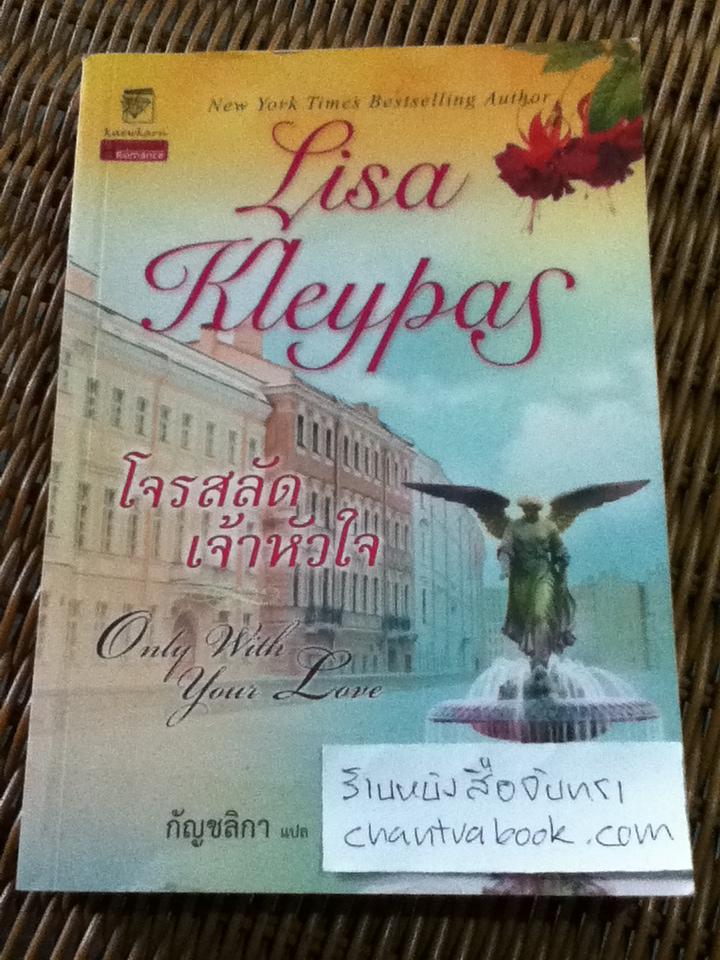 New York Times Bestselling Author
kaewkarn
Romance
Lisa
Kleypas
โจรสลัด
เจ้าหัวใจ
Only With
Your Love
กัญชลิกา แปล
ร้านหนังสือจันทรา
chantrabook.com